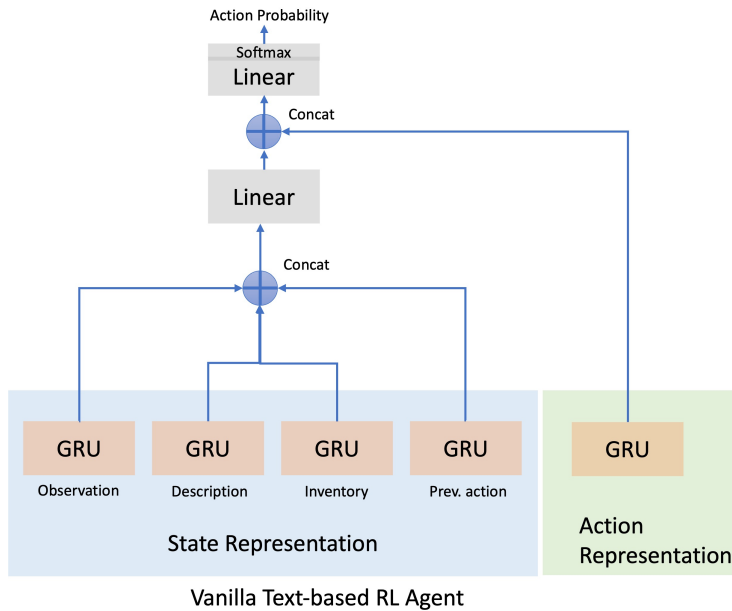 Action Probability
Softmax
Linear
Concat
Linear
Concat
GRU GRU GRU GRU GRU
Observation Description Inventory Prev. action
State Representation
Action
Representation
Vanilla Text-based RL Agent